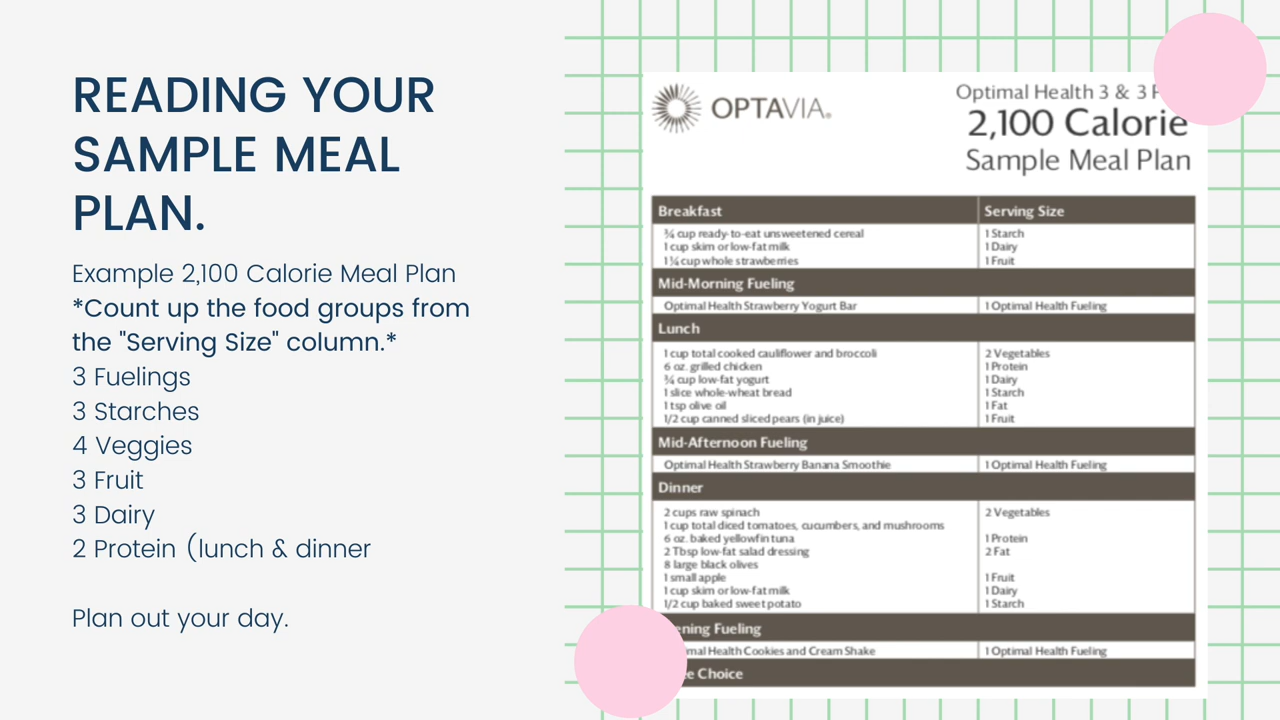 READING YOUR
SAMPLE MEAL
PLAN.
Example 2,100 Calorie Meal Plan
*Count up the food groups from
the "Serving Size" column.*
3 Fuelings
3 Starches
4 Veggies
3 Fruit
3 Dairy
2 Protein (lunch & dinner
Plan out your day.
OPTAVIA®
Optimal Health 3 & 3
2,100 Calorie
Sample Meal Plan
Breakfast Serving Size
¾ cup ready-to-eat unsweetened cereal 1 Starch
1 cup skim or low-fat milk 1 Dairy
1¼ cup whole strawberries 1 Fruit
Mid-Morning Fueling
Optimal Health Strawberry Yogurt Bar 1 Optimal Health Fueling
Lunch
1 cup total cooked cauliflower and broccoli 2 Vegetables
6 oz. grilled chicken 1 Protein
¾ cup low-fat yogurt 1 Dairy
1 slice whole-wheat bread 1 Starch
1 tsp olive oil 1 Fat
1/2 cup canned sliced pears (in juice) 1 Fruit
Mid-Afternoon Fueling
Optimal Health Strawberry Banana Smoothie 1 Optimal Health Fueling
Dinner
2 cups raw spinach 2 Vegetables
1 cup total diced tomatoes, cucumbers, and mushrooms
6 oz. baked yellowfin tuna 1 Protein
2 Tbsp low-fat salad dressing 2 Fat
8 large black olives
1 small apple 1 Fruit
1 cup skim or low-fat milk 1 Dairy
1/2 cup baked sweet potato 1 Starch
Fueling
Health Cookies and Cream Shake 1 Optimal Health Fueling
Choice